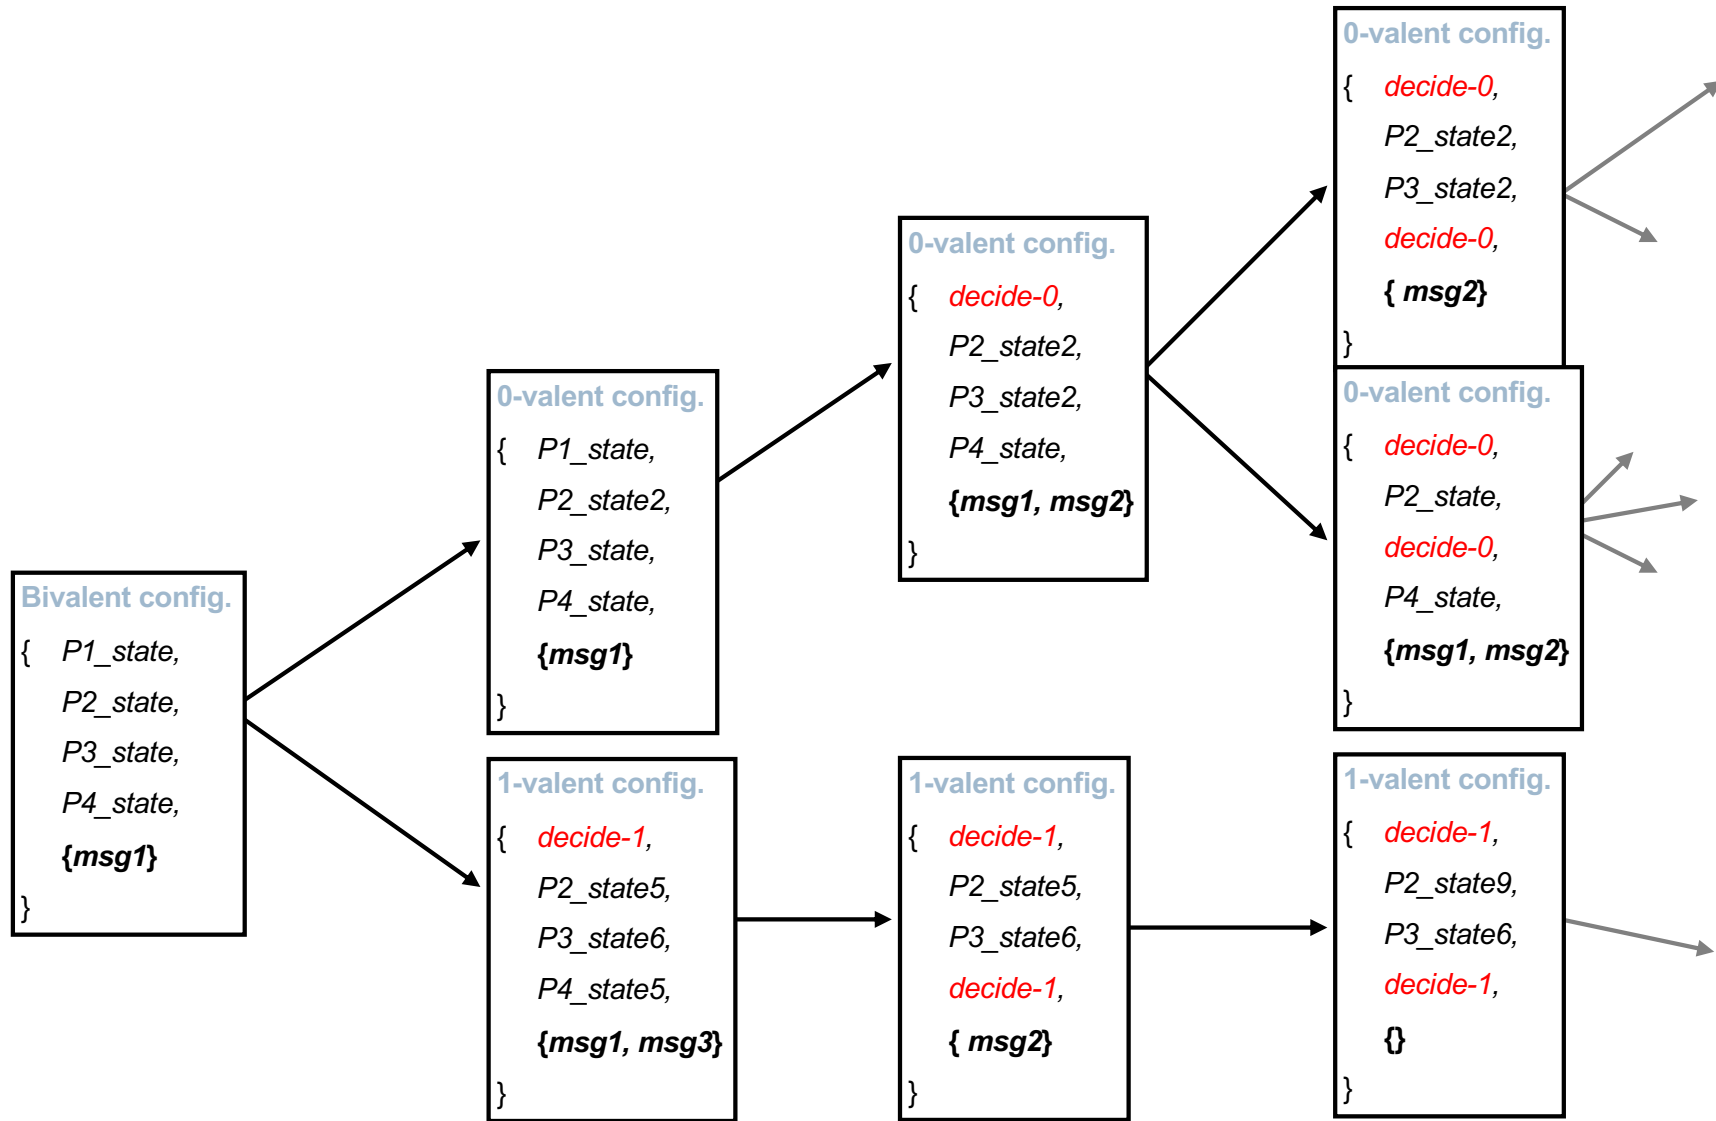 Bivalent config.
{ P1_state,
P2_state,
P3_state,
P4_state,
{msg1}
}
0-valent config.
{ P1_state,
P2_state2,
P3_state,
P4_state,
{msg1}
}
1-valent config.
{ decide-1,
P2_state5,
P3_state6,
P4_state5,
{msg1, msg3}
}
0-valent config.
{ decide-0,
P2_state2,
P3_state2,
P4_state,
{msg1, msg2}
}
1-valent config.
{ decide-1,
P2_state5,
P3_state6,
decide-1,
{ msg2}
}
0-valent config.
{ decide-0,
P2_state2,
P3_state2,
decide-0,
{ msg2}
}
0-valent config.
{ decide-0,
P2_state,
decide-0,
P4_state,
{msg1, msg2}
}
1-valent config.
{ decide-1,
P2_state9,
P3_state6,
decide-1,
{}
}